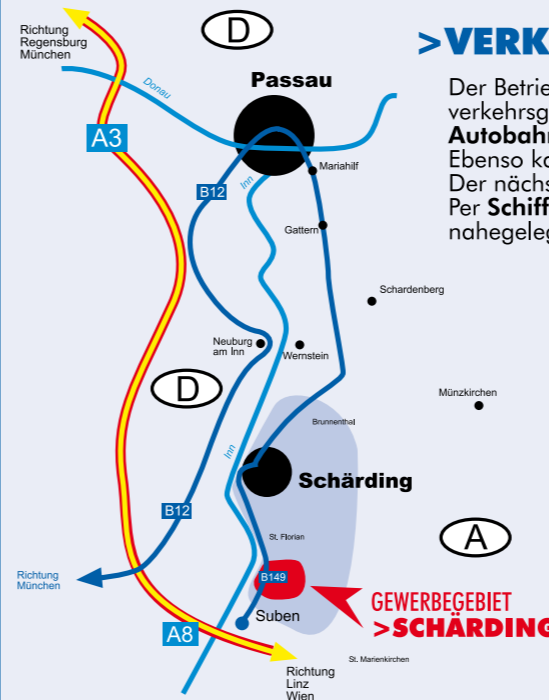 Richtung
Regensburg
München
D
>VERK
Donau
Passau
Der Betrie
verkehrsg
Autobahn
Ebenso ka
Der nächs
Per Schiff
nahegeleg
A3
Mariahilf
B12
Inn
Gattern
Schardenberg
Neuburg
am Inn
Wernstein
D
Münzkirchen
Brunnenthal
Inn
Schärding
B12
St. Florian
A
Richtung
München
B149
GEWERBEGEBIET
>SCHÄRDING
Suben
A8
St. Marienkirchen
Richtung
Linz
Wien